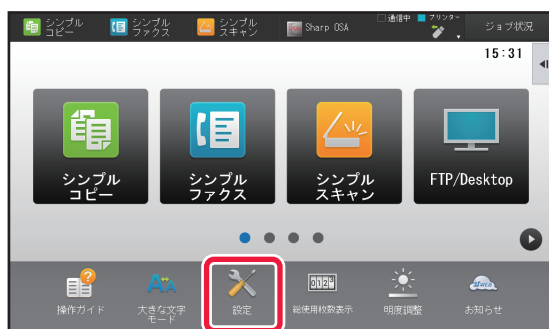 シンプル
コピー
シンプル
ファクス
シンプル
スキャン
Sharp OSA
通信中
プリンター
ジョブ状況
15:31
シンプル
コピー
シンプル
ファクス
シンプル
スキャン
FTP/Desktop
操作ガイド
大きな文字
モード
設定
総使用枚数表示
明度調整
お知らせ